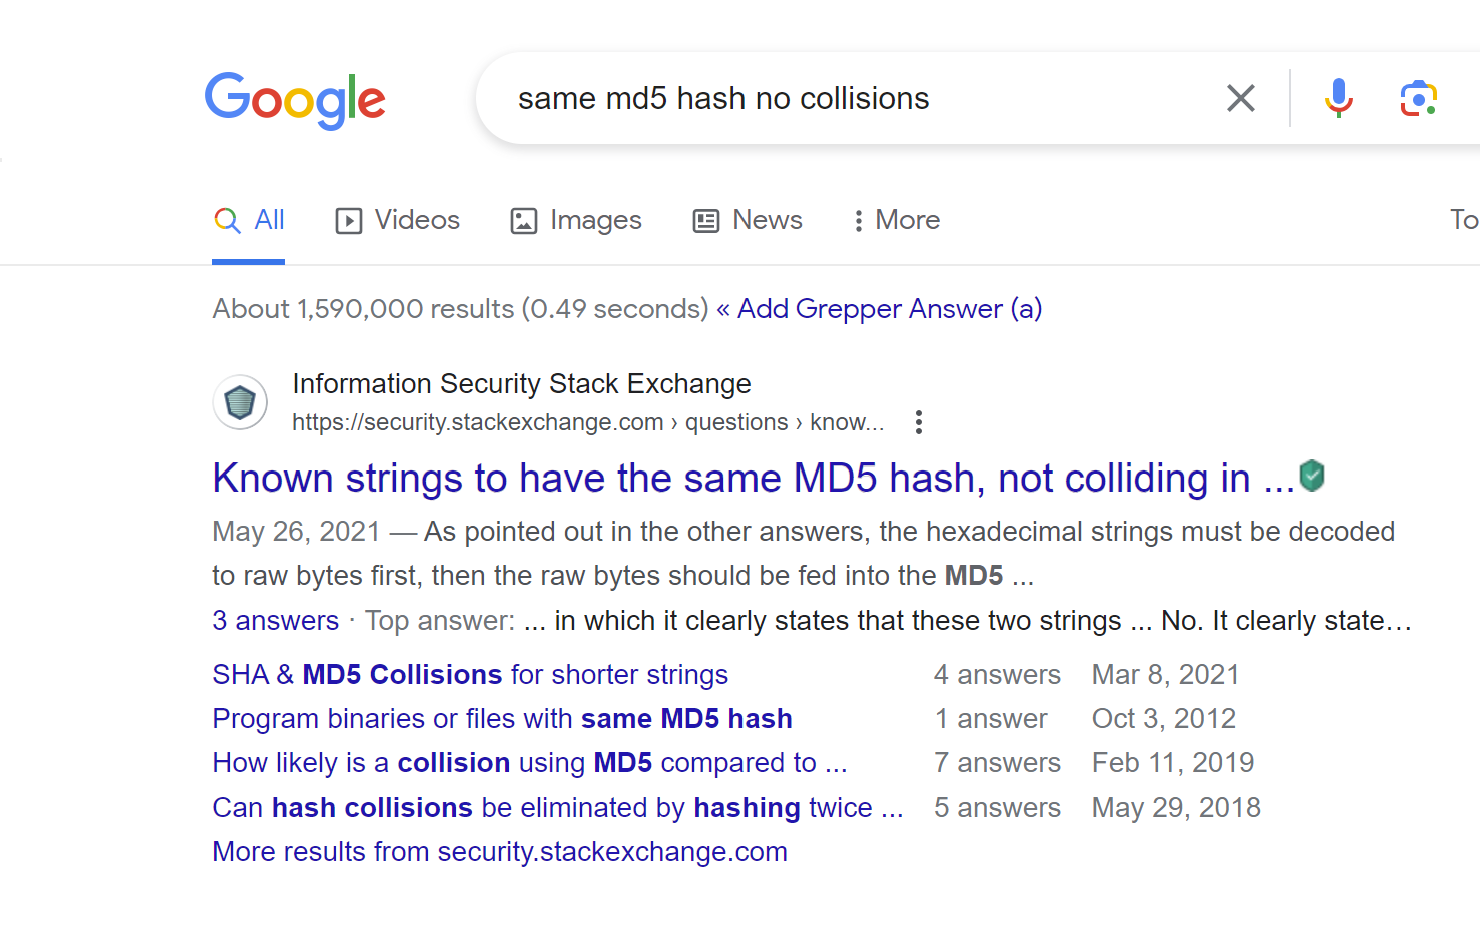 Google
same md5 hash no collisions
All
Videos
Images
News
More
To
About 1,590,000 results (0.49 seconds) « Add Grepper Answer (a)
Information Security Stack Exchange
https://security.stackexchange.com › questions › know...
Known strings to have the same MD5 hash, not colliding in ...
May 26, 2021 — As pointed out in the other answers, the hexadecimal strings must be decoded
to raw bytes first, then the raw bytes should be fed into the MD5 ...
3 answers · Top answer: ... in which it clearly states that these two strings ... No. It clearly state...
SHA & MD5 Collisions for shorter strings 4 answers Mar 8, 2021
Program binaries or files with same MD5 hash 1 answer Oct 3, 2012
How likely is a collision using MD5 compared to ... 7 answers Feb 11, 2019
Can hash collisions be eliminated by hashing twice ... 5 answers May 29, 2018
More results from security.stackexchange.com